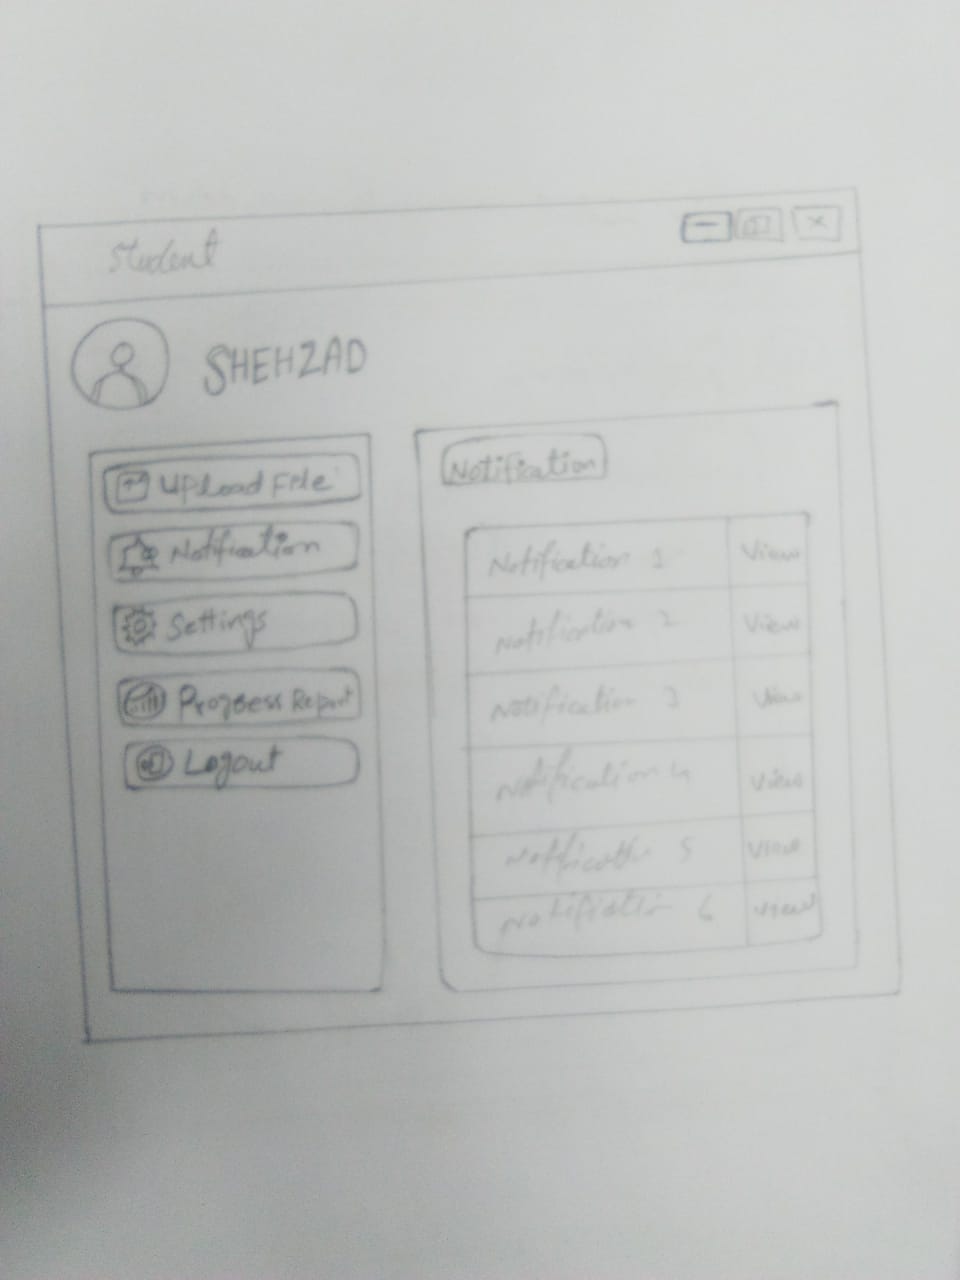 Student
SHEHZAD
Upload File
Notification
Settings
Progress Report
Logout
Notification
Notification 1 View
Notification 2 View
Notification 3 View
Notification 4 View
Notification 5 View
Notification 6 View